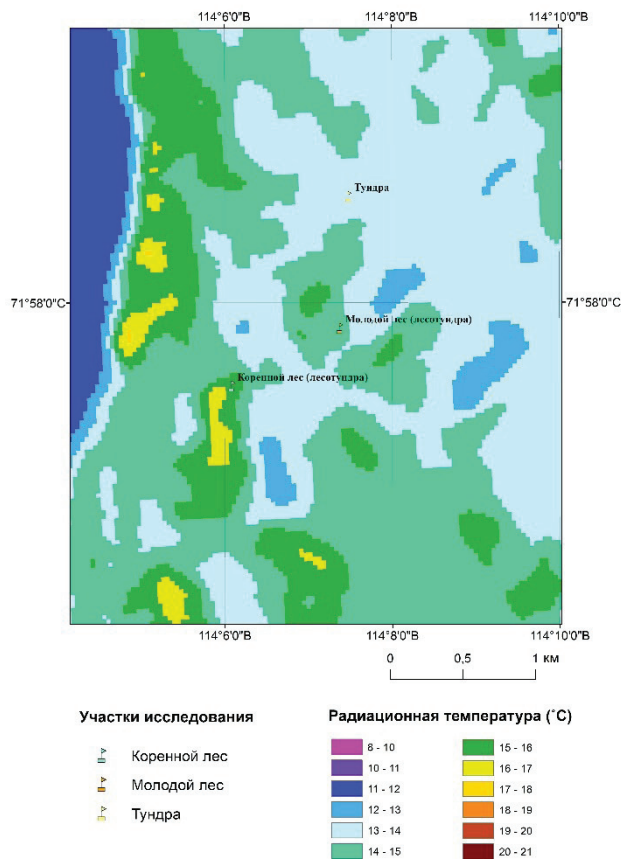 114°6'0"В 114°8'0"В 114°10'0"В
Тундра
71°58'0"С 71°58'0"С
Молодой лес (лесотундра)
Коренной лес (лесотундра)
114°6'0"В 114°8'0"В 114°10'0"В
0 0,5 1 км
Участки исследования
Коренной лес
Молодой лес
Тундра
Радиационная температура (˚С)
8 - 10
10 - 11
11 - 12
12 - 13
13 - 14
14 - 15
15 - 16
16 - 17
17 - 18
18 - 19
19 - 20
20 - 21